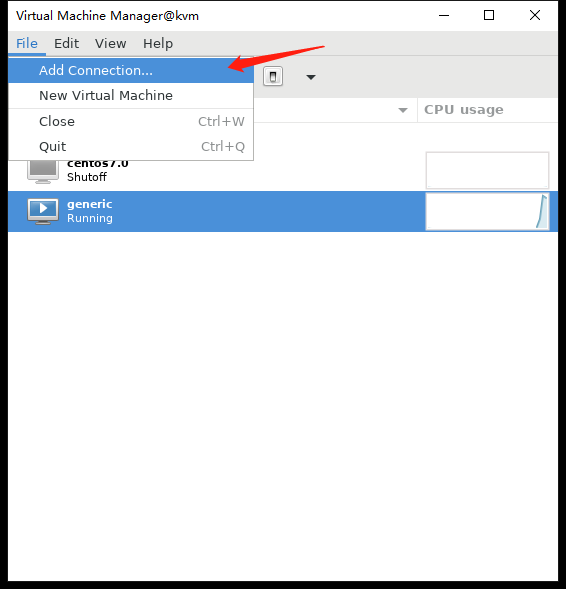 Virtual Machine Manager@kvm
File Edit View Help
Add Connection...
New Virtual Machine
CPU usage
Close Ctrl+W
Quit Ctrl+Q
centos7.0
Shutoff
generic
Running